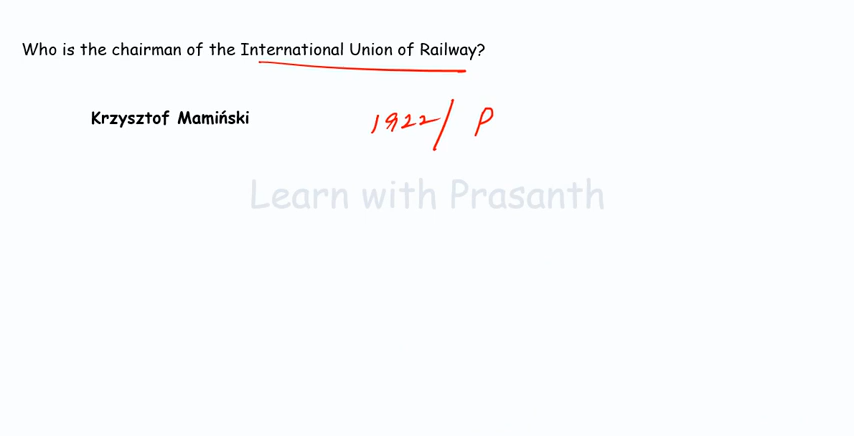 Who is the chairman of the International Union of Railway?
Krzysztof Mamiński 1922/ P
Learn with Prasanth